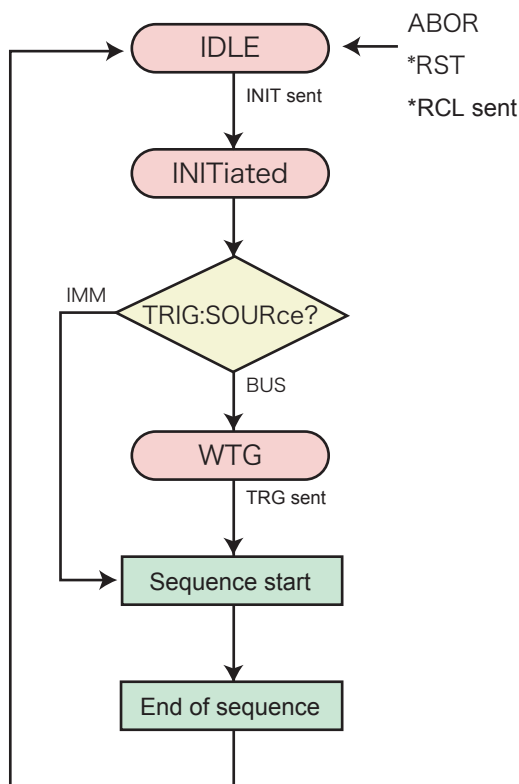 ABOR
IDLE
*RST
INIT sent
*RCL sent
INITiated
IMM
TRIG:SOURce?
BUS
WTG
TRG sent
Sequence start
End of sequence